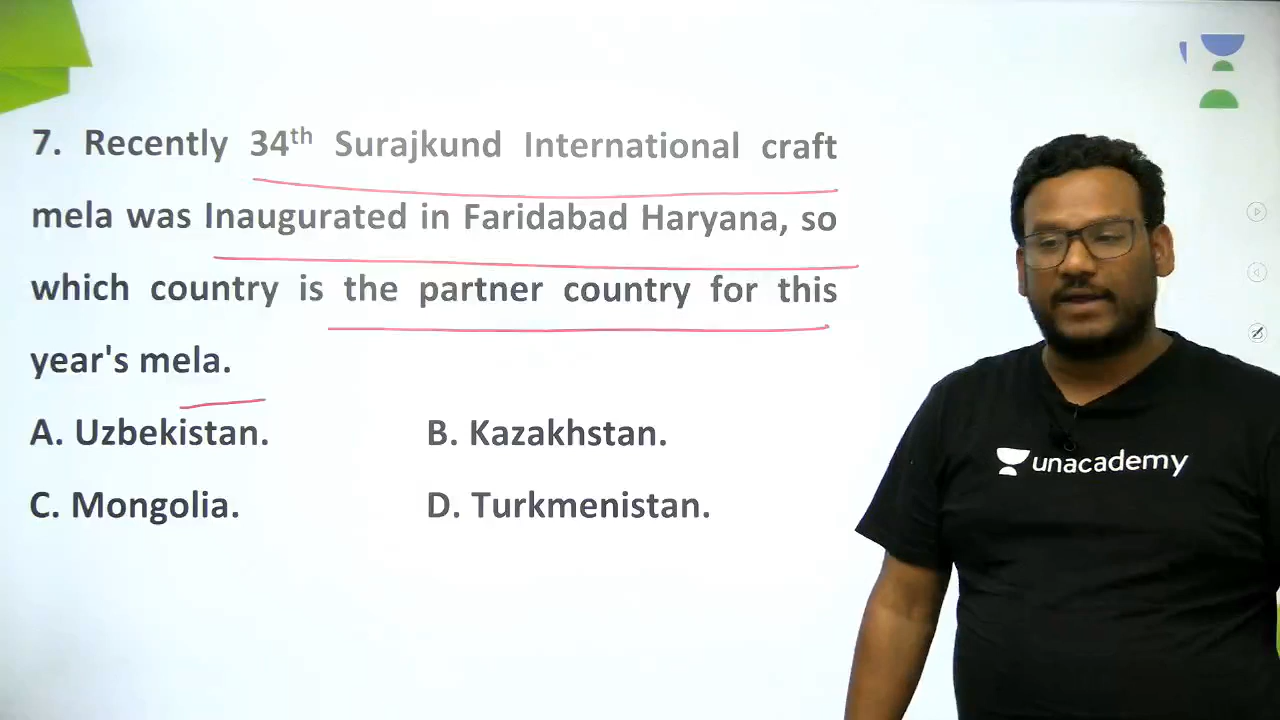 7. Recently 34th Surajkund International craft
mela was Inaugurated in Faridabad Haryana, so
which country is the partner country for this
year's mela.
A. Uzbekistan. B. Kazakhstan.
C. Mongolia. D. Turkmenistan.
unacademy